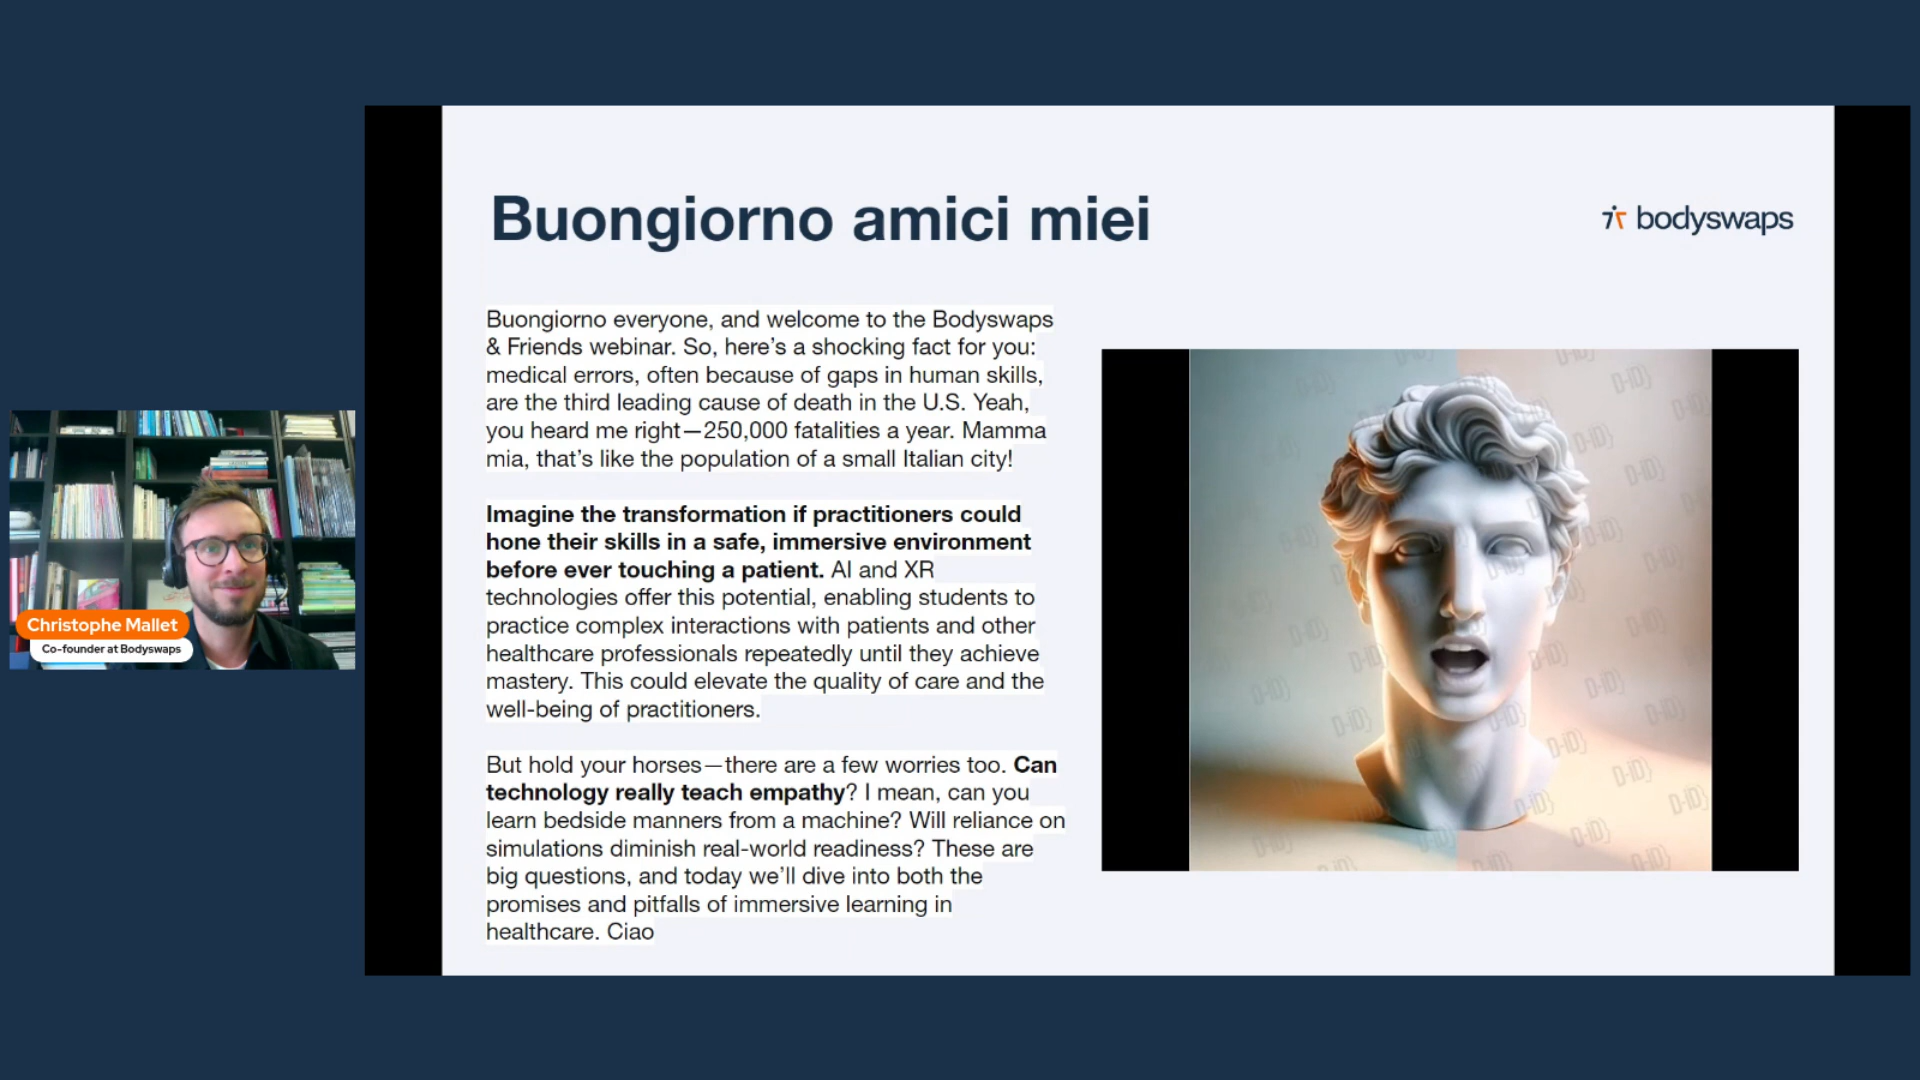 Buongiorno amici miei
bodyswaps
Buongiorno everyone, and welcome to the Bodyswaps
& Friends webinar. So, here’s a shocking fact for you:
medical errors, often because of gaps in human skills,
are the third leading cause of death in the U.S. Yeah,
you heard me right—250,000 fatalities a year. Mamma
mia, that’s like the population of a small Italian city!
Imagine the transformation if practitioners could
hone their skills in a safe, immersive environment
before ever touching a patient. AI and XR
technologies offer this potential, enabling students to
practice complex interactions with patients and other
healthcare professionals repeatedly until they achieve
mastery. This could elevate the quality of care and the
well-being of practitioners.
But hold your horses—there are a few worries too. Can
technology really teach empathy? I mean, can you
learn bedside manners from a machine? Will reliance on
simulations diminish real-world readiness? These are
big questions, and today we’ll dive into both the
promises and pitfalls of immersive learning in
healthcare. Ciao
Christophe Mallet
Co-founder at Bodyswaps